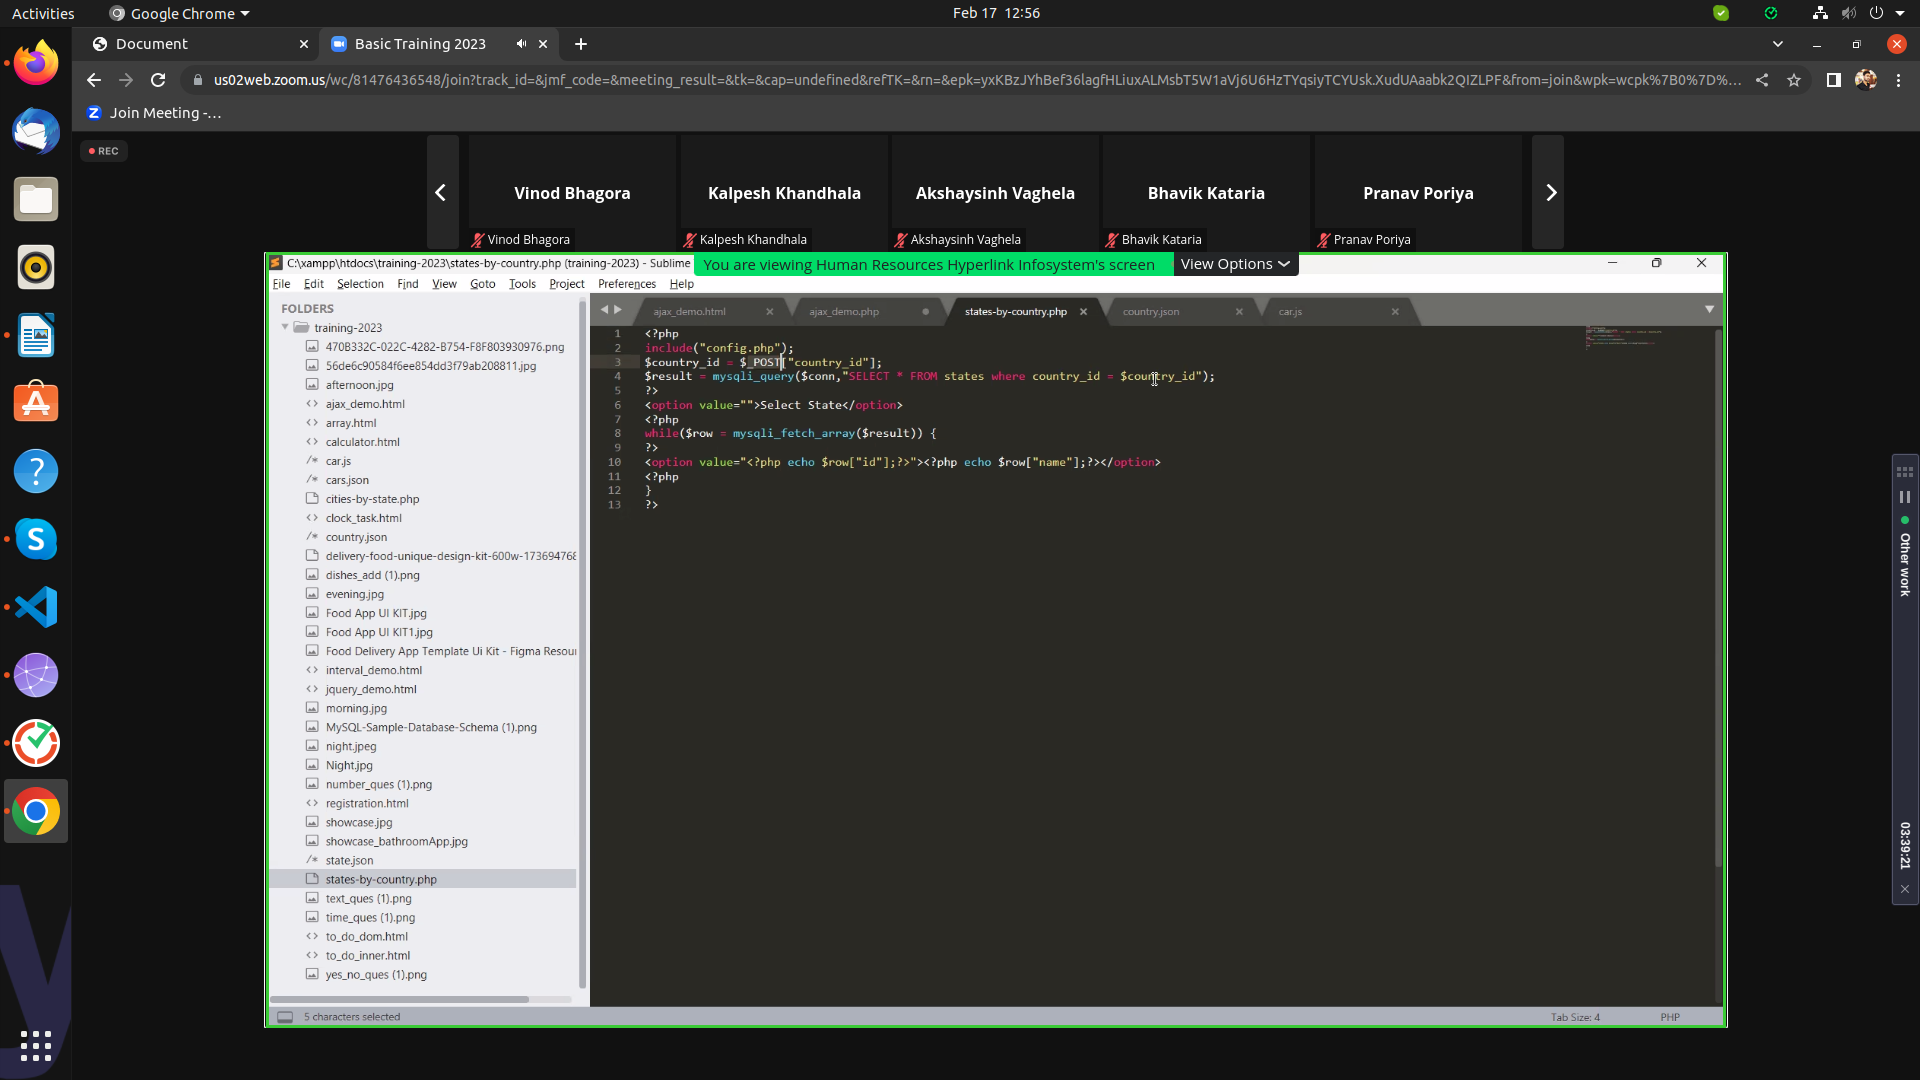 Activities
Google Chrome
Feb 17 12:56
Document
Basic Training 2023
us02web.zoom.us/wc/81476436548/join?track_id=&jmf_code=&meeting_result=&tk=&cap=undefined&refTK=&rn=&epk=yxKBzJYhBef36lagfHLiuxALMsbT5W1aVj6U6HzTYqsiyTCYUsk.XudUAaabk2QIZLPF&from=join&wpk=wcpk%7B0%7D%...
Join Meeting -...
REC
Vinod Bhagora
Kalpesh Khandhala
Akshaysinh Vaghela
Bhavik Kataria
Pranav Poriya
Vinod Bhagora
Kalpesh Khandhala
Akshaysinh Vaghela
Bhavik Kataria
Pranav Poriya
C:\xampp\htdocs\training-2023\states-by-country.php (training-2023) - Sublime
You are viewing Human Resources Hyperlink Infosystem's screen
View Options
File Edit Selection Find View Goto Tools Project Preferences Help
FOLDERS
training-2023
470B332C-022C-4282-B754-F8F803930976.png
56de6c90584f6ee854dd3f79ab208811.jpg
afternoon.jpg
ajax_demo.html
array.html
calculator.html
car.js
cars.json
cities-by-state.php
clock_task.html
country.json
delivery-food-unique-design-kit-600w-173694768
dishes_add (1).png
evening.jpg
Food App UI KIT.jpg
Food App UI KIT1.jpg
Food Delivery App Template Ui Kit - Figma Resour
interval_demo.html
jquery_demo.html
morning.jpg
MySQL-Sample-Database-Schema (1).png
night.jpeg
Night.jpg
number_ques (1).png
registration.html
showcase.jpg
showcase_bathroomApp.jpg
state.json
states-by-country.php
text_ques (1).png
time_ques (1).png
to_do_dom.html
to_do_inner.html
yes_no_ques (1).png
ajax_demo.html
ajax_demo.php
states-by-country.php
country.json
car.js
1 <?php
2 include("config.php");
3 $country_id = $_POST["country_id"];
4 $result = mysqli_query($conn,"SELECT * FROM states where country_id = $country_id");
5 ?>
6 <option value="">Select State</option>
7 <?php
8 while($row = mysqli_fetch_array($result)) {
9 ?>
10 <option value="<?php echo $row["id"];?>"><?php echo $row["name"];?></option>
11 <?php
12 }
13 ?>
5 characters selected
Tab Size: 4
PHP
Other work
03:39:21